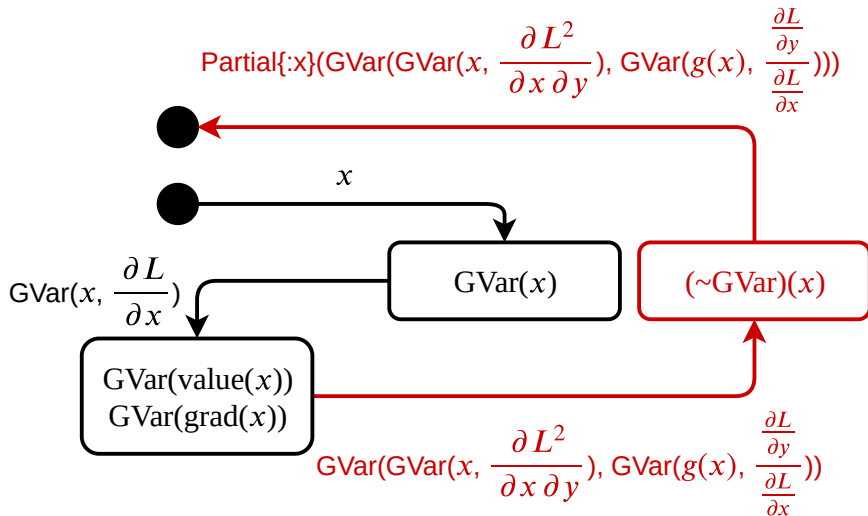 Partial{:x}(GVar(GVar(x, ∂L²/∂x∂y), GVar(g(x), (∂L/∂y)/(∂L/∂x))))
x
GVar(x)
(~GVar)(x)
GVar(x, ∂L/∂x)
GVar(value(x))
GVar(grad(x))
GVar(GVar(x, ∂L²/∂x∂y), GVar(g(x), (∂L/∂y)/(∂L/∂x)))